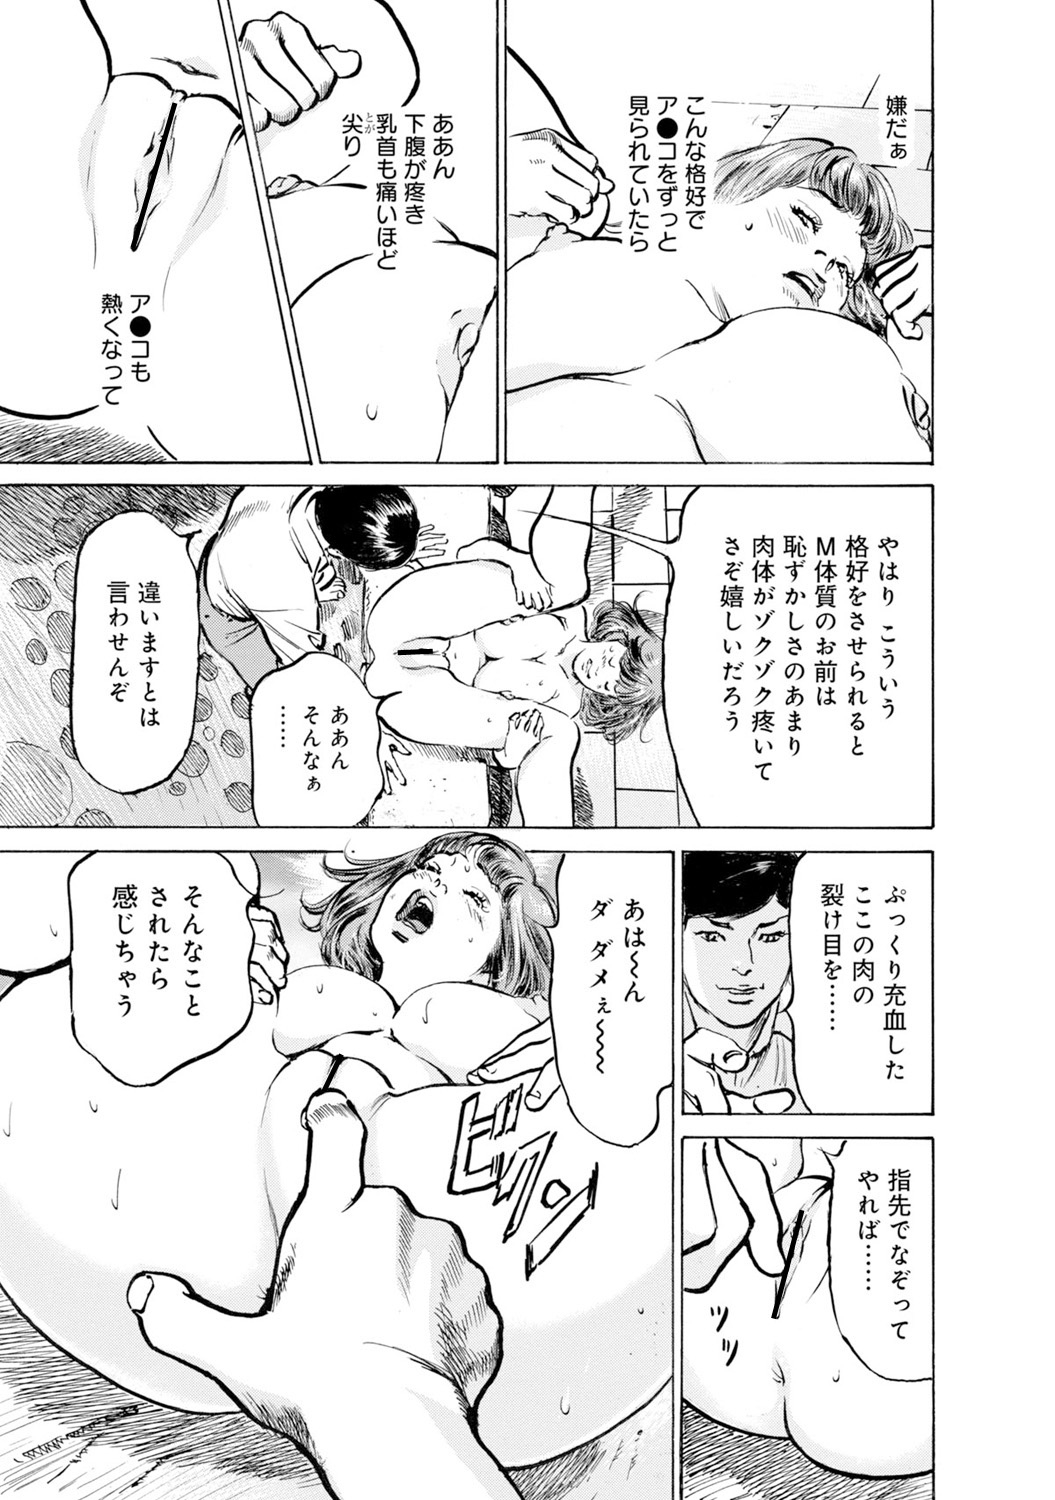 嫌だぁ
こんな格好で
ア●コをずっと
見られていたら
ああん
下腹が疼き
乳首も痛いほど
尖り
とが
ア●コも
熱くなって
やはり こういう
格好をさせられると
M体質のお前は
恥ずかしさのあまり
肉体がゾクゾク疼いて
さぞ嬉しいだろう
ああん
そんなぁ
……
違いますとは
言わせんぞ
ぷっくり充血した
ここの肉の
裂け目を……
指先でなぞって
やれば……
ツッ
あは〜ん
ダ ダメぇ〜〜
ビクン
そんなこと
されたら
感じちゃう